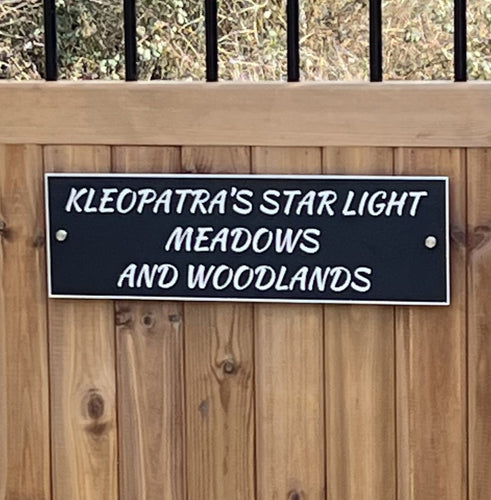 KLEOPATRA'S STAR LIGHT
MEADOWS
AND WOODLANDS